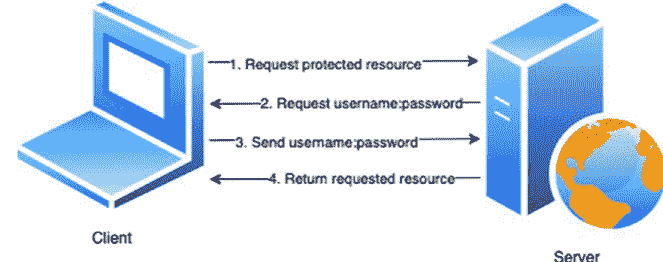 1. Request protected resource
2. Request username:password
3. Send username:password
4. Return requested resource
Client
Server